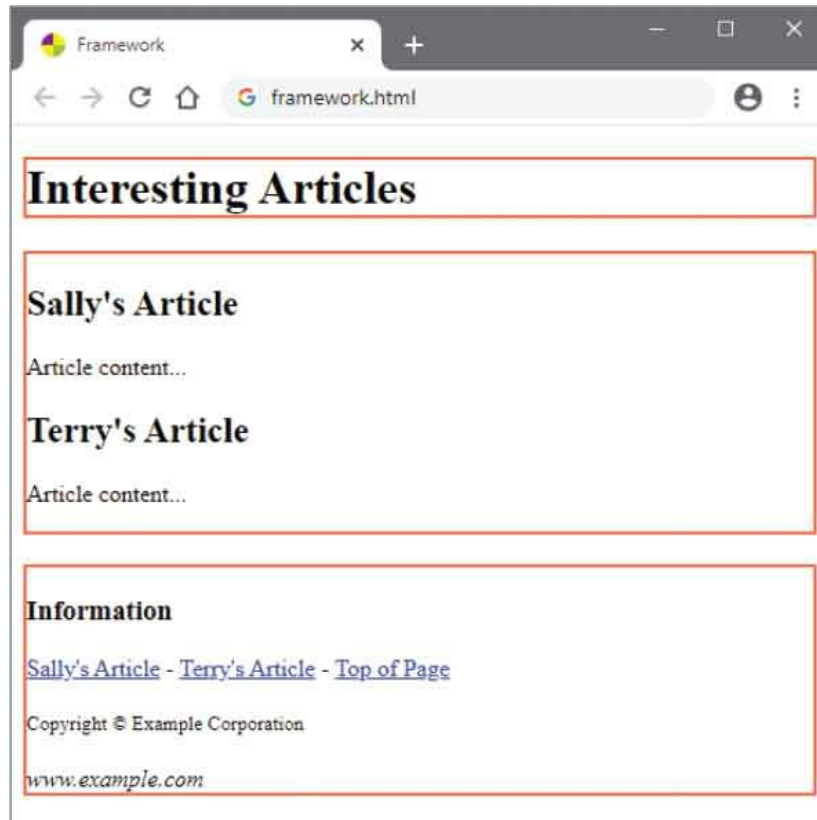 Framework
framework.html
Interesting Articles
Sally's Article
Article content...
Terry's Article
Article content...
Information
Sally's Article - Terry's Article - Top of Page
Copyright © Example Corporation
www.example.com